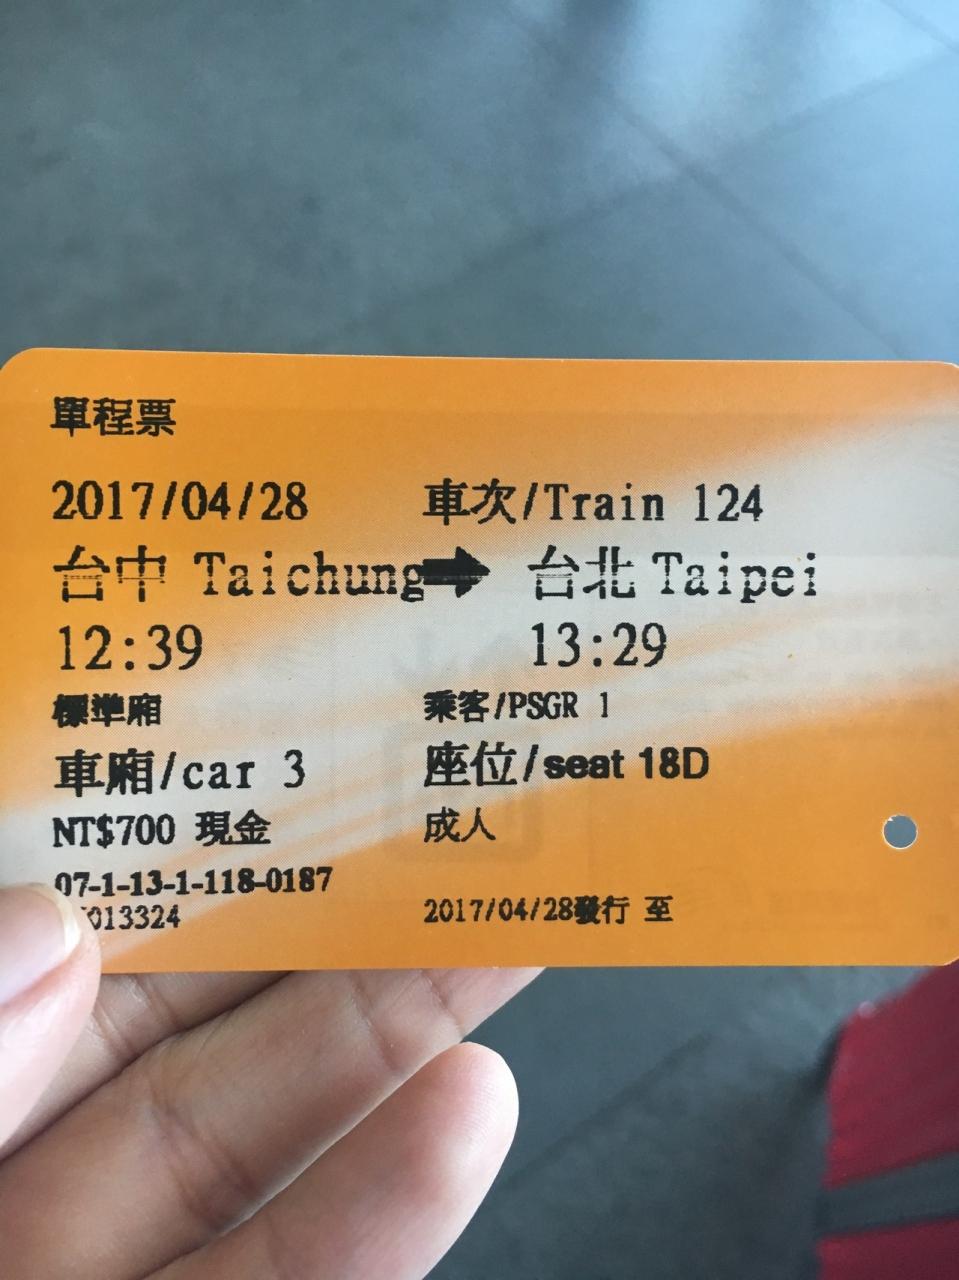 單程票
2017/04/28 車次/Train 124
台中 Taichung➡ 台北 Taipei
12:39 13:29
標準廂 乘客/PSGR 1
車廂/car 3 座位/seat 18D
NT$700 現金 成人
07-1-13-1-118-0187
013324 2017/04/28發行 至